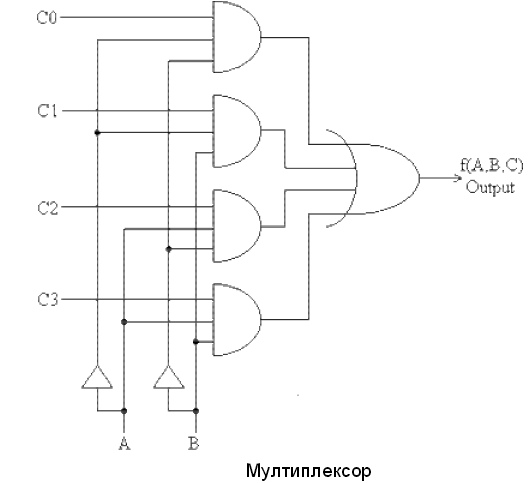 C0
C1
f(A,B,C)
Output
C2
C3
A
B
Мултиплексор